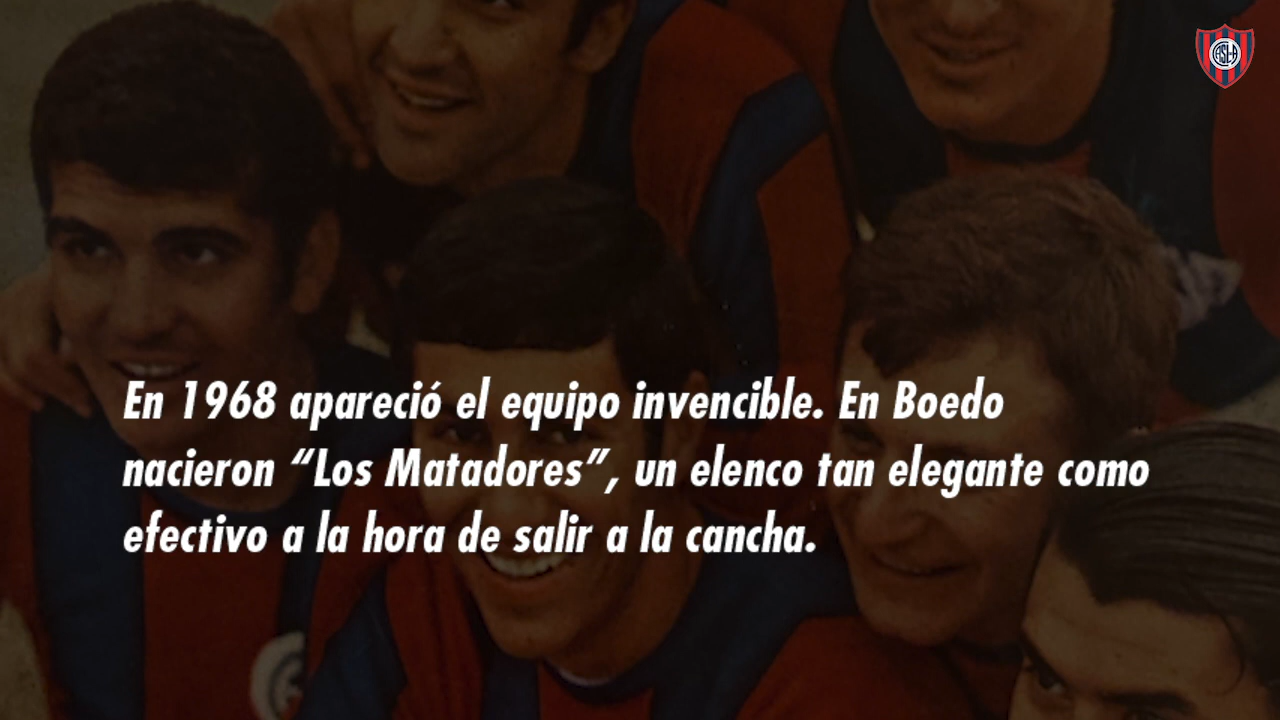 CASLA
En 1968 apareció el equipo invencible. En Boedo
nacieron “Los Matadores”, un elenco tan elegante como
efectivo a la hora de salir a la cancha.